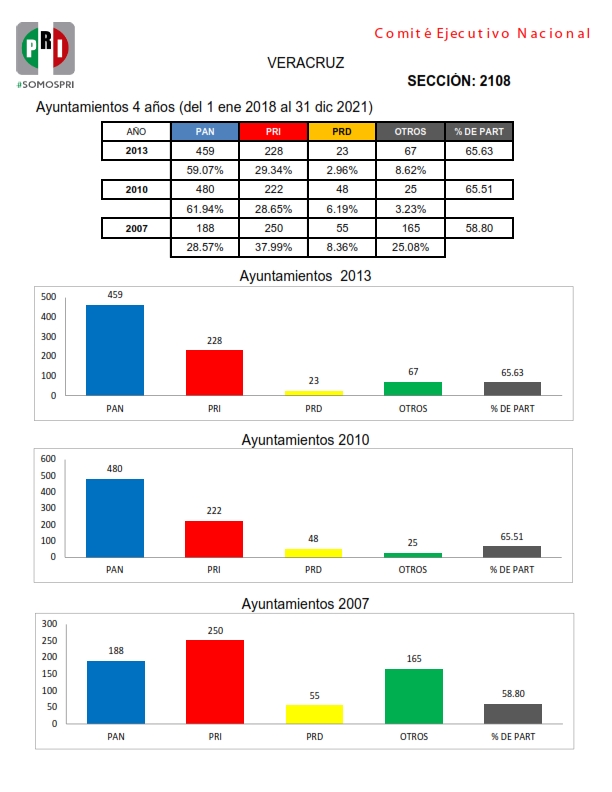 Comité Ejecutivo Nacional
PRI
#SOMOSPRI
VERACRUZ
SECCIÓN: 2108
Ayuntamientos 4 años (del 1 ene 2018 al 31 dic 2021)
AÑO PAN PRI PRD OTROS % DE PART
2013 459 228 23 67 65.63
59.07% 29.34% 2.96% 8.62%
2010 480 222 48 25 65.51
61.94% 28.65% 6.19% 3.23%
2007 188 250 55 165 58.80
28.57% 37.99% 8.36% 25.08%
Ayuntamientos 2013
500
400
300
200
100
0
459 228 23 67 65.63
PAN PRI PRD OTROS % DE PART
Ayuntamientos 2010
600
500
400
300
200
100
0
480 222 48 25 65.51
PAN PRI PRD OTROS % DE PART
Ayuntamientos 2007
300
250
200
150
100
50
0
188 250 55 165 58.80
PAN PRI PRD OTROS % DE PART